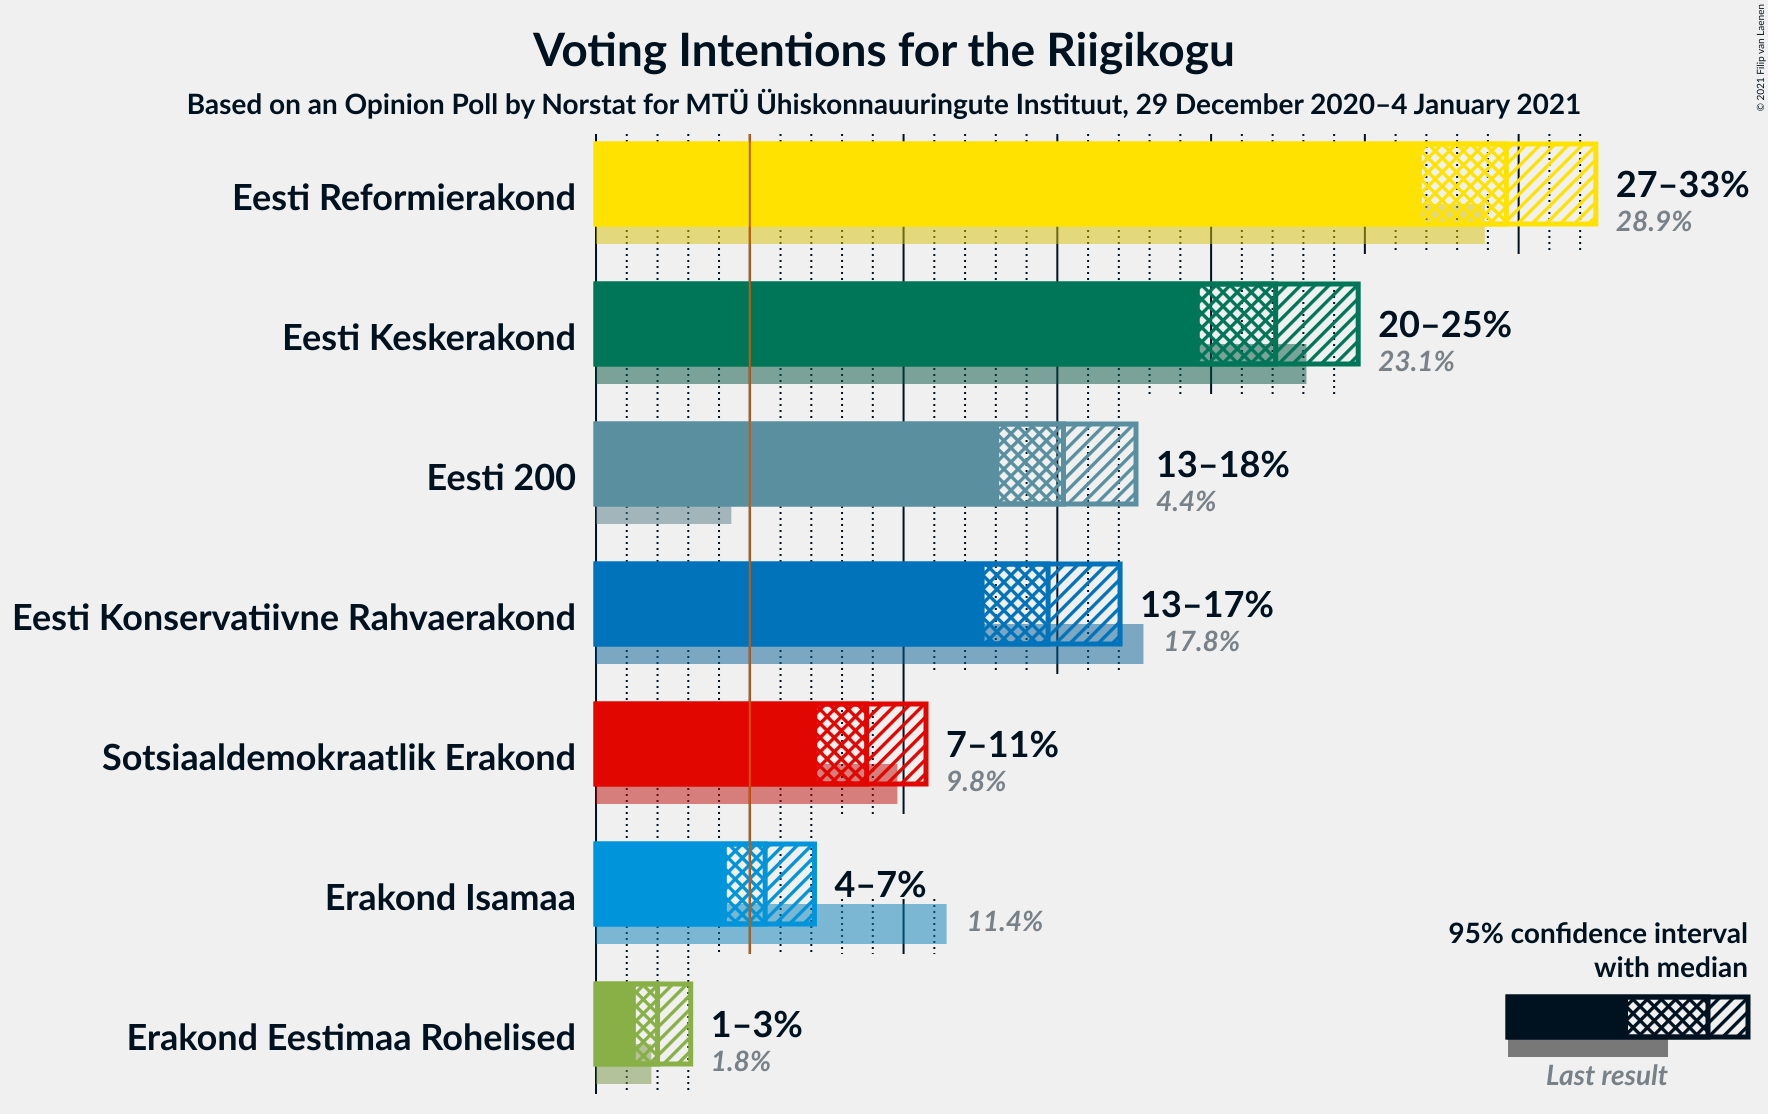 Voting Intentions for the Riigikogu
Based on an Opinion Poll by Norstat for MTÜ Ühiskonnauuringute Instituut, 29 December 2020–4 January 2021
© 2021 Filip van Laenen
Eesti Reformierakond
27–33%
28.9%
Eesti Keskerakond
20–25%
23.1%
Eesti 200
13–18%
4.4%
Eesti Konservatiivne Rahvaerakond
13–17%
17.8%
Sotsiaaldemokraatlik Erakond
7–11%
9.8%
Erakond Isamaa
4–7%
11.4%
Erakond Eestimaa Rohelised
1–3%
1.8%
95% confidence interval
with median
Last result